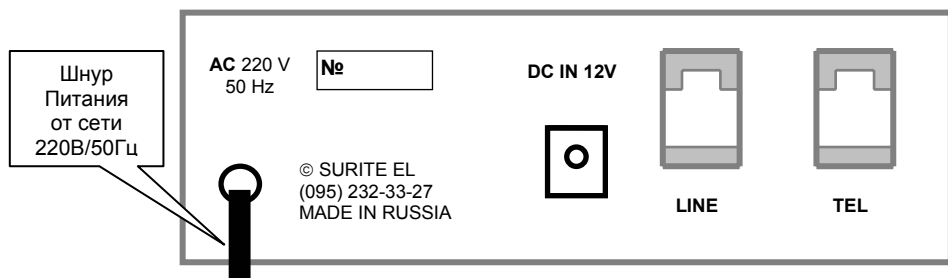 Шнур
Питания
от сети
220В/50Гц
AC 220 V
50 Hz
№
© SURITE EL
(095) 232-33-27
MADE IN RUSSIA
DC IN 12V
LINE
TEL